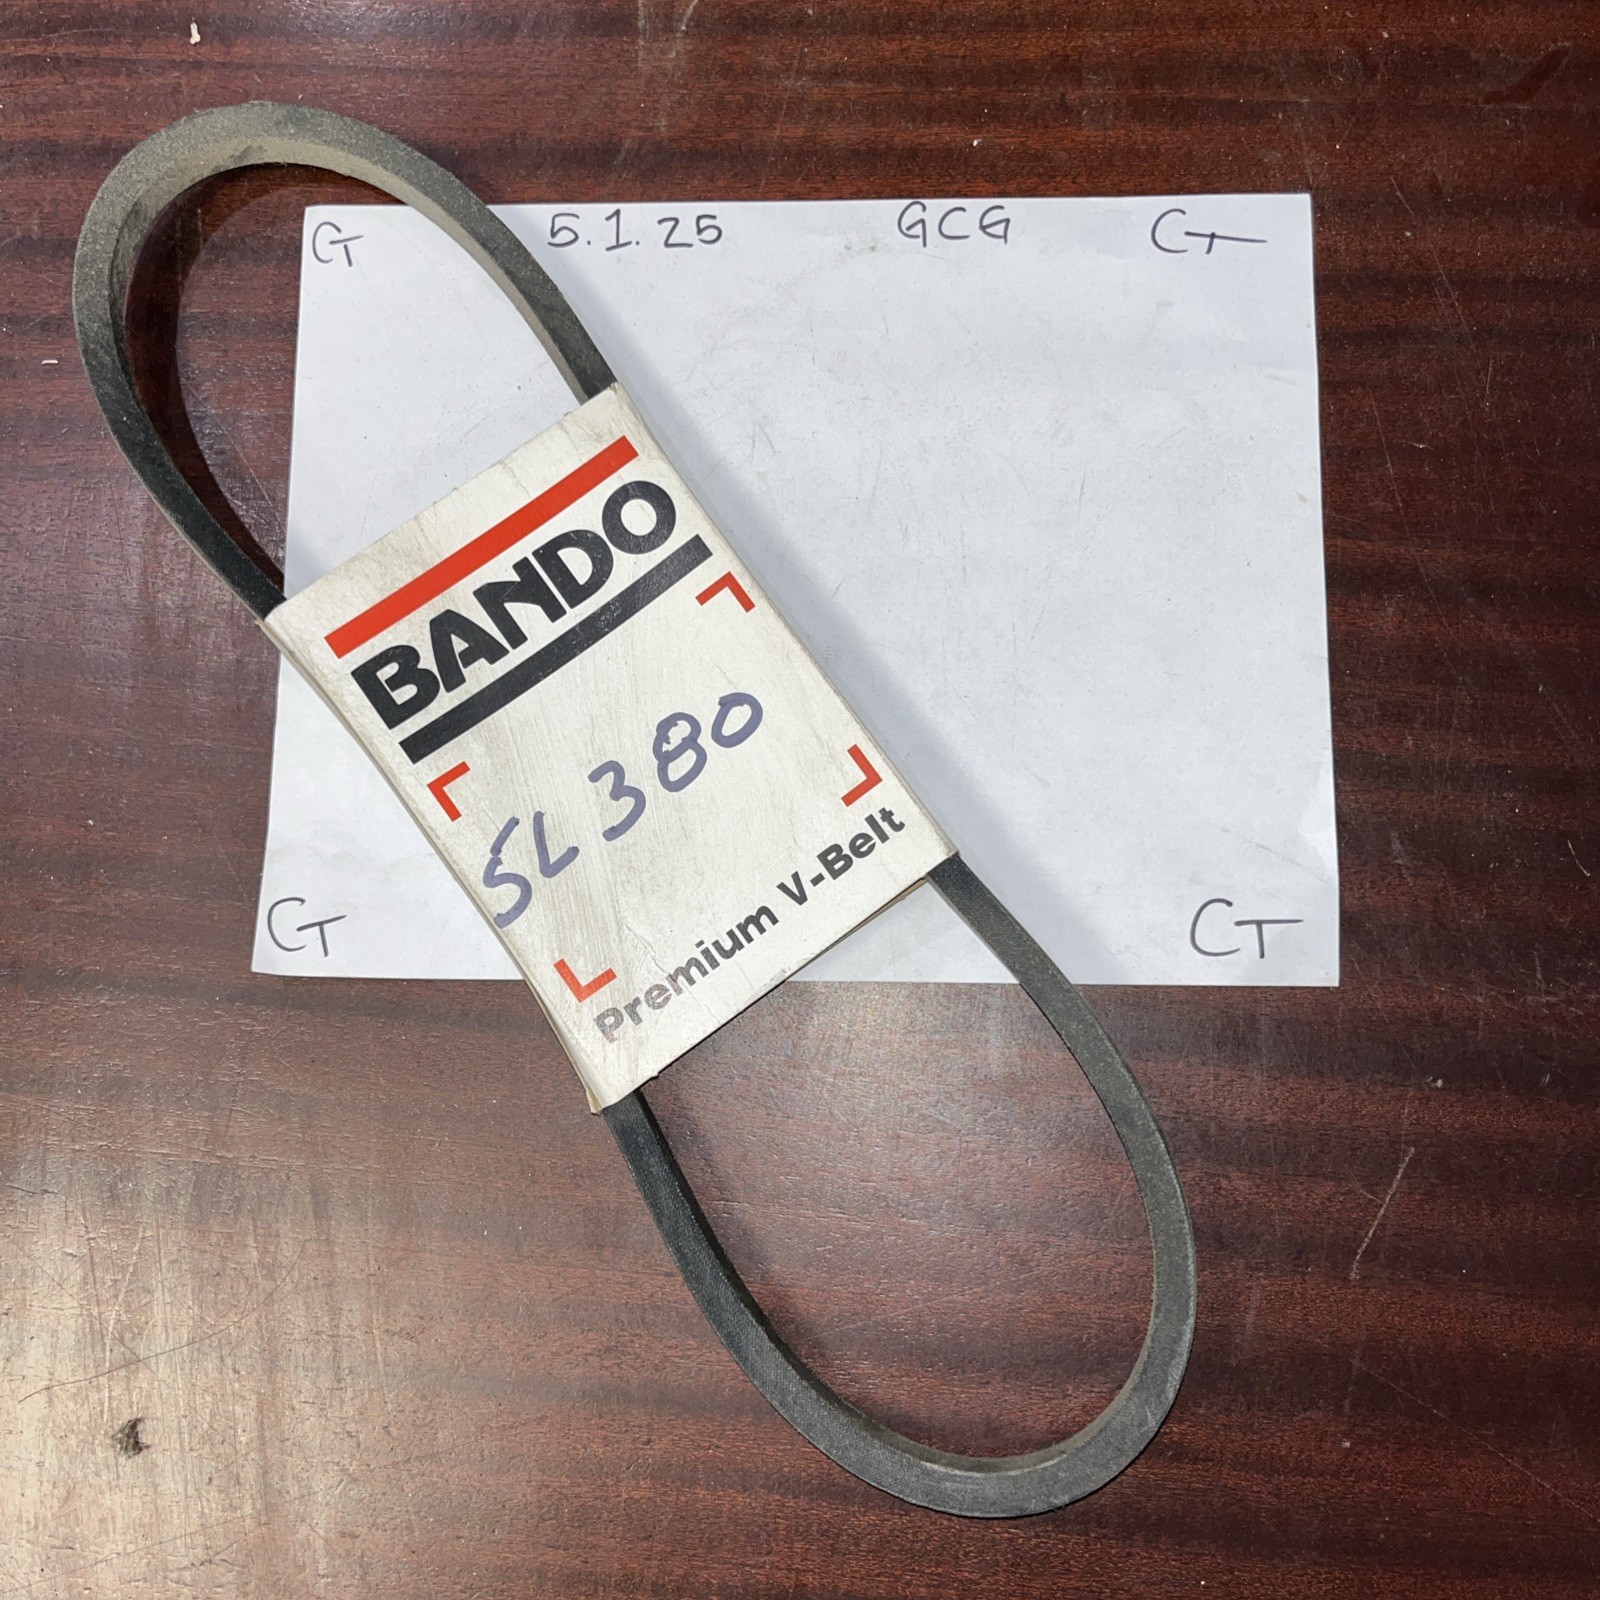 CT 5.1.25 GCG CT
BANDO
5L380
Premium V-Belt
CT CT